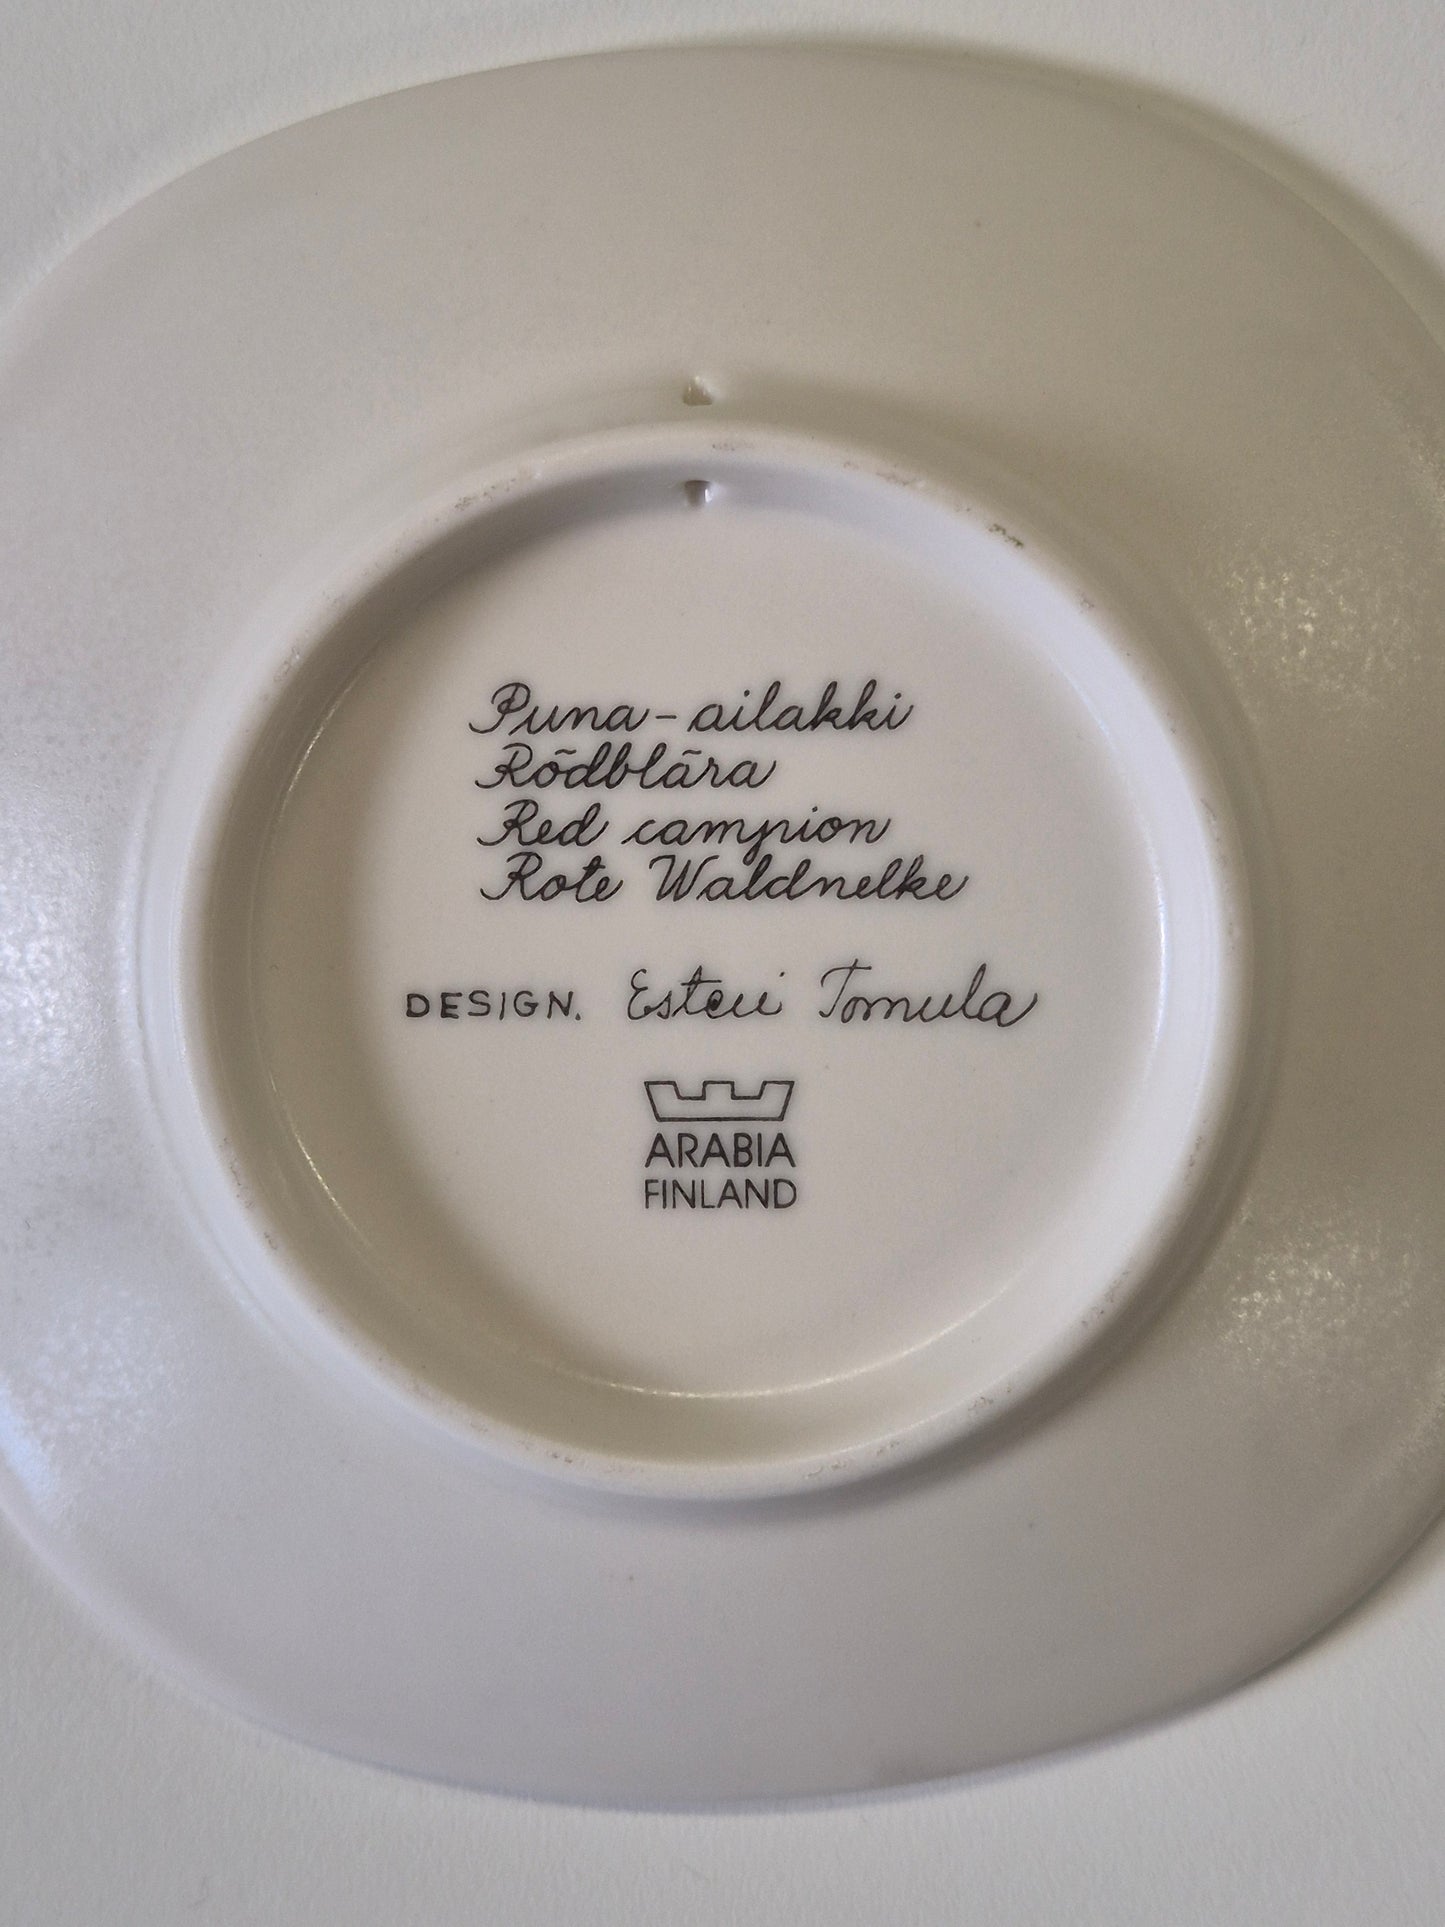 Puna-ailakki
Rödblära
Red campion
Rote Waldnelke
DESIGN. Esteri Tomula
ARABIA
FINLAND